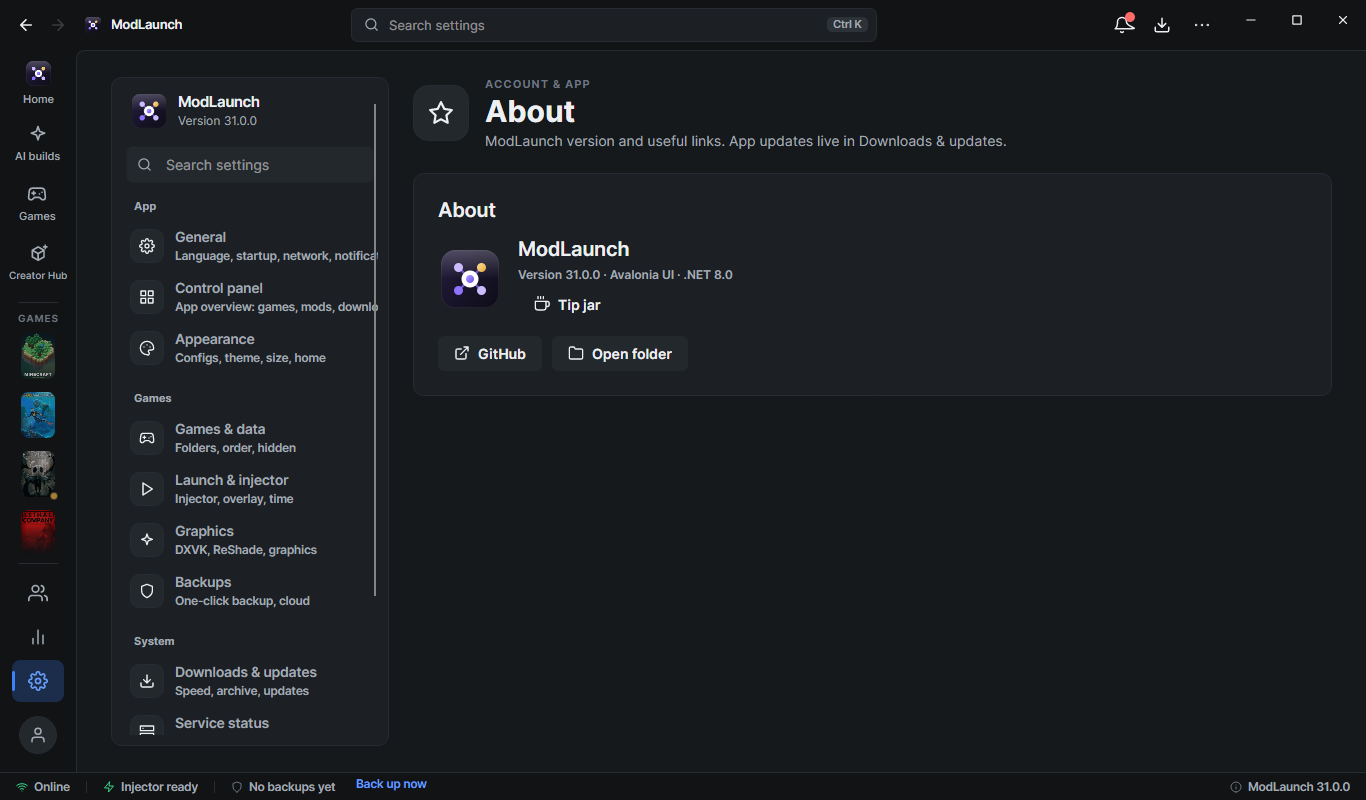 ModLaunch
Search settings
Ctrl K
Home
AI builds
Games
Creator Hub
GAMES
MINECRAFT
LETHAL
COMPANY
ModLaunch
Version 31.0.0
Search settings
App
General
Language, startup, network, notifica
Control panel
App overview: games, mods, downlo
Appearance
Configs, theme, size, home
Games
Games & data
Folders, order, hidden
Launch & injector
Injector, overlay, time
Graphics
DXVK, ReShade, graphics
Backups
One-click backup, cloud
System
Downloads & updates
Speed, archive, updates
Service status
ACCOUNT & APP
About
ModLaunch version and useful links. App updates live in Downloads & updates.
About
ModLaunch
Version 31.0.0 · Avalonia UI · .NET 8.0
Tip jar
GitHub
Open folder
Online
Injector ready
No backups yet
Back up now
ModLaunch 31.0.0